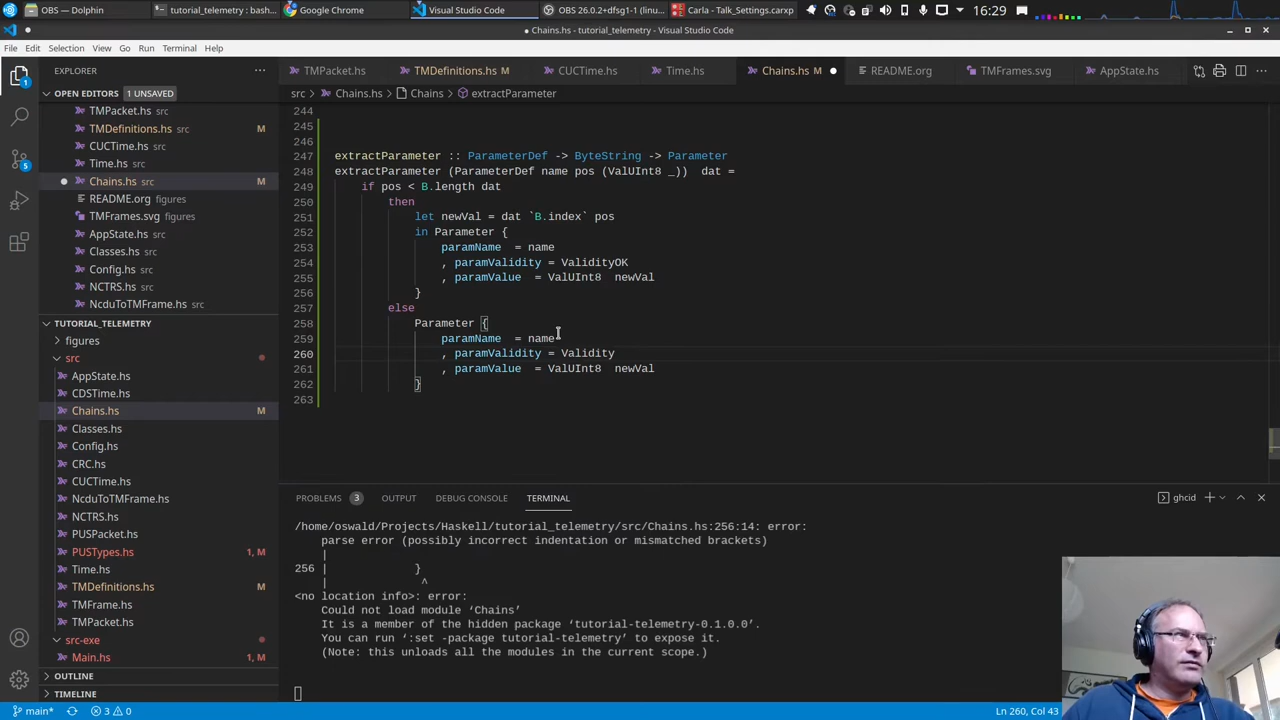 OBS — Dolphin
tutorial_telemetry : bash...
Google Chrome
Visual Studio Code
OBS 26.0.2+dfsg1-1 (linu...
Carla - Talk_Settings.carxp
16:29
● Chains.hs - tutorial_telemetry - Visual Studio Code
File Edit Selection View Go Run Terminal Help
EXPLORER
TMPacket.hs
TMDefinitions.hs M
CUCTime.hs
Time.hs
Chains.hs M
README.org
TMFrames.svg
AppState.hs
OPEN EDITORS 1 UNSAVED
src > Chains.hs > Chains > extractParameter
TMPacket.hs src
TMDefinitions.hs src M
CUCTime.hs src
Time.hs src
Chains.hs src M
README.org figures
TMFrames.svg figures
AppState.hs src
Classes.hs src
Config.hs src
NCTRS.hs src
NcduToTMFrame.hs src
TUTORIAL_TELEMETRY
figures
src
AppState.hs
CDSTime.hs
Chains.hs M
Classes.hs
Config.hs
CRC.hs
CUCTime.hs
NcduToTMFrame.hs
NCTRS.hs
PUSPacket.hs
PUSTypes.hs 1, M
Time.hs
TMDefinitions.hs M
TMFrame.hs
TMPacket.hs
src-exe
Main.hs 1, M
OUTLINE
TIMELINE
244
245
246
247 extractParameter :: ParameterDef -> ByteString -> Parameter
248 extractParameter (ParameterDef name pos (ValUInt8 _)) dat =
249 if pos < B.length dat
250 then
251 let newVal = dat `B.index` pos
252 in Parameter {
253 paramName = name
254 , paramValidity = ValidityOK
255 , paramValue = ValUInt8 newVal
256 }
257 else
258 Parameter {
259 paramName = name
260 , paramValidity = Validity
261 , paramValue = ValUInt8 newVal
262 }
263
PROBLEMS 3 OUTPUT DEBUG CONSOLE TERMINAL
ghcid
/home/oswald/Projects/Haskell/tutorial_telemetry/src/Chains.hs:256:14: error:
parse error (possibly incorrect indentation or mismatched brackets)
|
256 | }
| ^
<no location info>: error:
Could not load module ‘Chains’
It is a member of the hidden package ‘tutorial-telemetry-0.1.0.0’.
You can run ‘:set -package tutorial-telemetry’ to expose it.
(Note: this unloads all the modules in the current scope.)
1
5
main* 3 0
Ln 260, Col 43